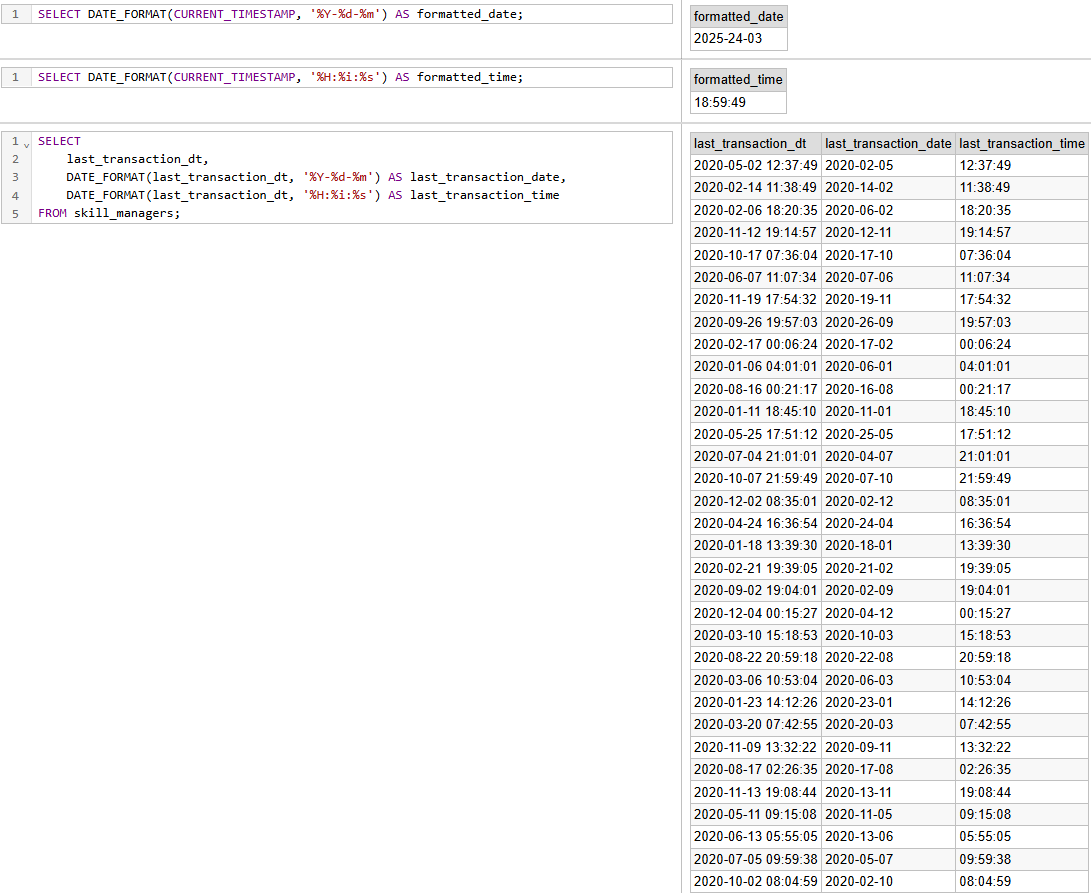 1 SELECT DATE_FORMAT(CURRENT_TIMESTAMP, '%Y-%d-%m') AS formatted_date;
formatted_date
2025-24-03
1 SELECT DATE_FORMAT(CURRENT_TIMESTAMP, '%H:%i:%s') AS formatted_time;
formatted_time
18:59:49
1 SELECT
2 last_transaction_dt,
3 DATE_FORMAT(last_transaction_dt, '%Y-%d-%m') AS last_transaction_date,
4 DATE_FORMAT(last_transaction_dt, '%H:%i:%s') AS last_transaction_time
5 FROM skill_managers;
last_transaction_dt last_transaction_date last_transaction_time
2020-05-02 12:37:49 2020-02-05 12:37:49
2020-02-14 11:38:49 2020-14-02 11:38:49
2020-02-06 18:20:35 2020-06-02 18:20:35
2020-11-12 19:14:57 2020-12-11 19:14:57
2020-10-17 07:36:04 2020-17-10 07:36:04
2020-06-07 11:07:34 2020-07-06 11:07:34
2020-11-19 17:54:32 2020-19-11 17:54:32
2020-09-26 19:57:03 2020-26-09 19:57:03
2020-02-17 00:06:24 2020-17-02 00:06:24
2020-01-06 04:01:01 2020-06-01 04:01:01
2020-08-16 00:21:17 2020-16-08 00:21:17
2020-01-11 18:45:10 2020-11-01 18:45:10
2020-05-25 17:51:12 2020-25-05 17:51:12
2020-07-04 21:01:01 2020-04-07 21:01:01
2020-10-07 21:59:49 2020-07-10 21:59:49
2020-12-02 08:35:01 2020-02-12 08:35:01
2020-04-24 16:36:54 2020-24-04 16:36:54
2020-01-18 13:39:30 2020-18-01 13:39:30
2020-02-21 19:39:05 2020-21-02 19:39:05
2020-09-02 19:04:01 2020-02-09 19:04:01
2020-12-04 00:15:27 2020-04-12 00:15:27
2020-03-10 15:18:53 2020-10-03 15:18:53
2020-08-22 20:59:18 2020-22-08 20:59:18
2020-03-06 10:53:04 2020-06-03 10:53:04
2020-01-23 14:12:26 2020-23-01 14:12:26
2020-03-20 07:42:55 2020-20-03 07:42:55
2020-11-09 13:32:22 2020-09-11 13:32:22
2020-08-17 02:26:35 2020-17-08 02:26:35
2020-11-13 19:08:44 2020-13-11 19:08:44
2020-05-11 09:15:08 2020-11-05 09:15:08
2020-06-13 05:55:05 2020-13-06 05:55:05
2020-07-05 09:59:38 2020-05-07 09:59:38
2020-10-02 08:04:59 2020-02-10 08:04:59